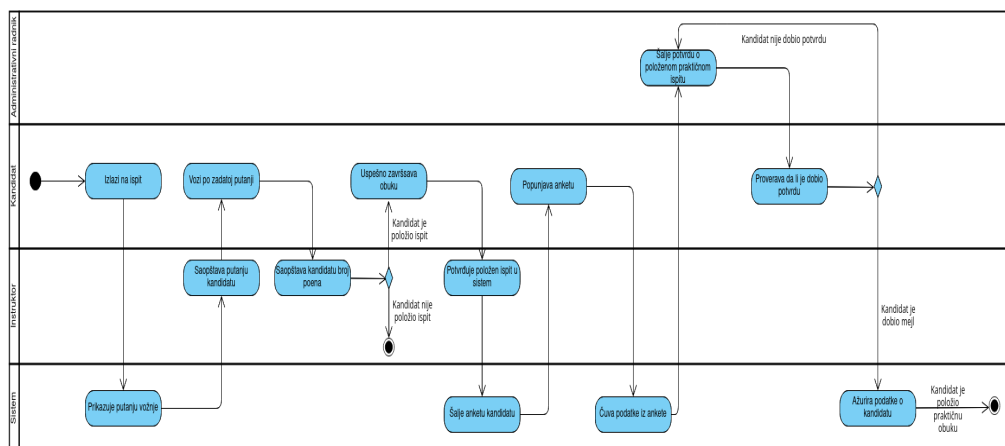 Administrativni radnik
Kandidat nije dobio potvrdu
Šalje potvrdu o
položenom praktičnom
ispitu
Kandidat
Izlazi na ispit
Vozi po zadatoj putanji
Uspešno završsava
obuku
Popunjava anketu
Proverava da li je dobio
potvrdu
Kandidat je
položio ispit
Instruktor
Saopštava putanju
kandidatu
Saopštava kandidatu broj
poena
Potvrđuje položen ispit u
sistem
Kandidat nije
položio ispit
Kandidat je
dobio mejl
Sistem
Prikazuje putanju vožnje
Šalje anketu kandidatu
Čuva podatke iz ankete
Ažurira podatke o
kandidatu
Kandidat je
položio
praktičnu
obuku